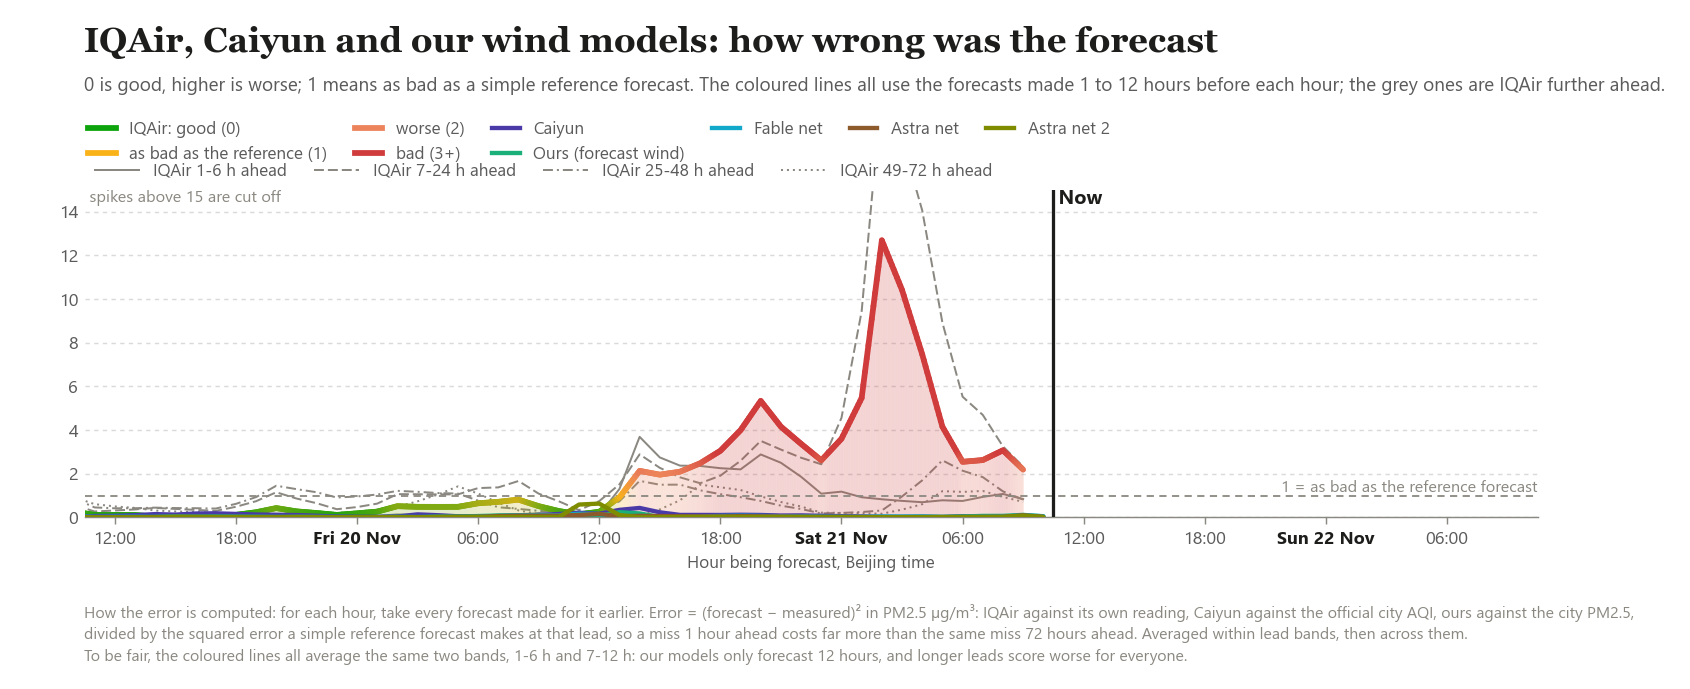 IQAir, Caiyun and our wind models: how wrong was the forecast
0 is good, higher is worse; 1 means as bad as a simple reference forecast. The coloured lines all use the forecasts made 1 to 12 hours before each hour; the grey ones are IQAir further ahead.
IQAir: good (0) worse (2) Caiyun Fable net Astra net Astra net 2
as bad as the reference (1) bad (3+) Ours (forecast wind)
IQAir 1-6 h ahead IQAir 7-24 h ahead IQAir 25-48 h ahead IQAir 49-72 h ahead
spikes above 15 are cut off
Now
14
12
10
8
6
4
2
1 = as bad as the reference forecast
0
12:00 18:00 Fri 20 Nov 06:00 12:00 18:00 Sat 21 Nov 06:00 12:00 18:00 Sun 22 Nov 06:00
Hour being forecast, Beijing time
How the error is computed: for each hour, take every forecast made for it earlier. Error = (forecast − measured)² in PM2.5 µg/m³: IQAir against its own reading, Caiyun against the official city AQI, ours against the city PM2.5,
divided by the squared error a simple reference forecast makes at that lead, so a miss 1 hour ahead costs far more than the same miss 72 hours ahead. Averaged within lead bands, then across them.
To be fair, the coloured lines all average the same two bands, 1-6 h and 7-12 h: our models only forecast 12 hours, and longer leads score worse for everyone.